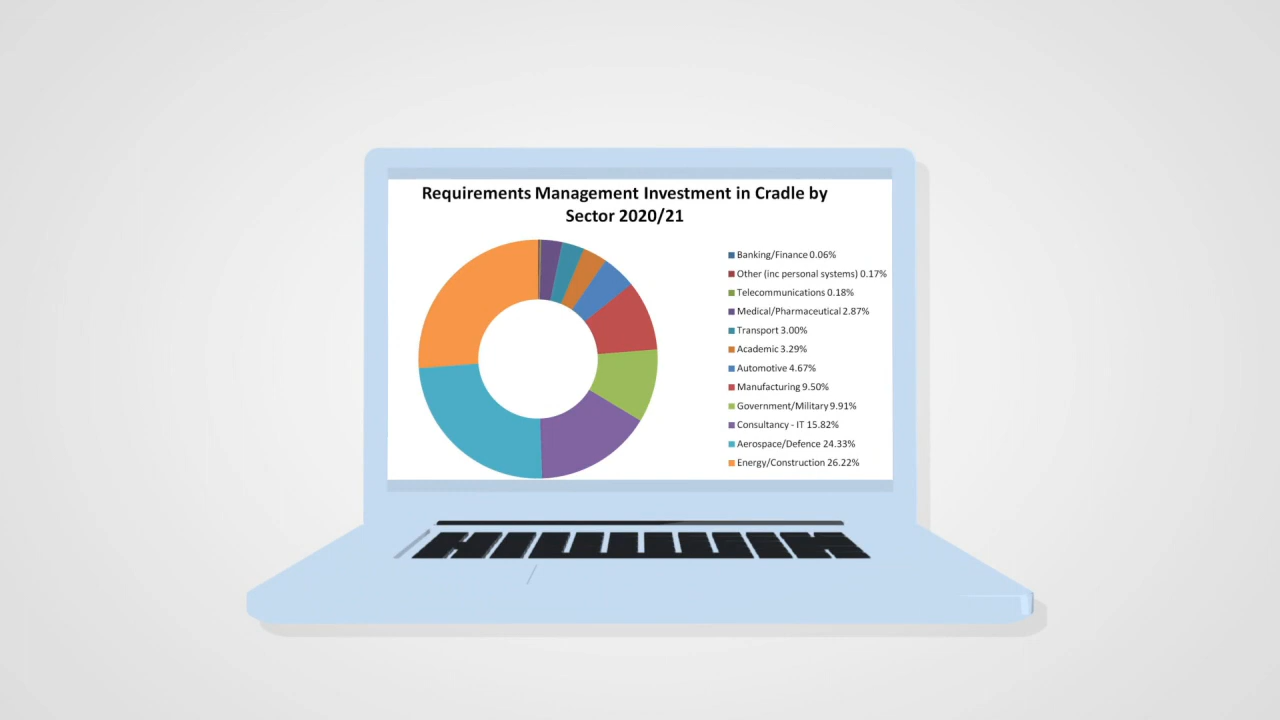 Requirements Management Investment in Cradle by
Sector 2020/21
Banking/Finance 0.06%
Other (inc personal systems) 0.17%
Telecommunications 0.18%
Medical/Pharmaceutical 2.87%
Transport 3.00%
Academic 3.29%
Automotive 4.67%
Manufacturing 9.50%
Government/Military 9.91%
Consultancy - IT 15.82%
Aerospace/Defence 24.33%
Energy/Construction 26.22%